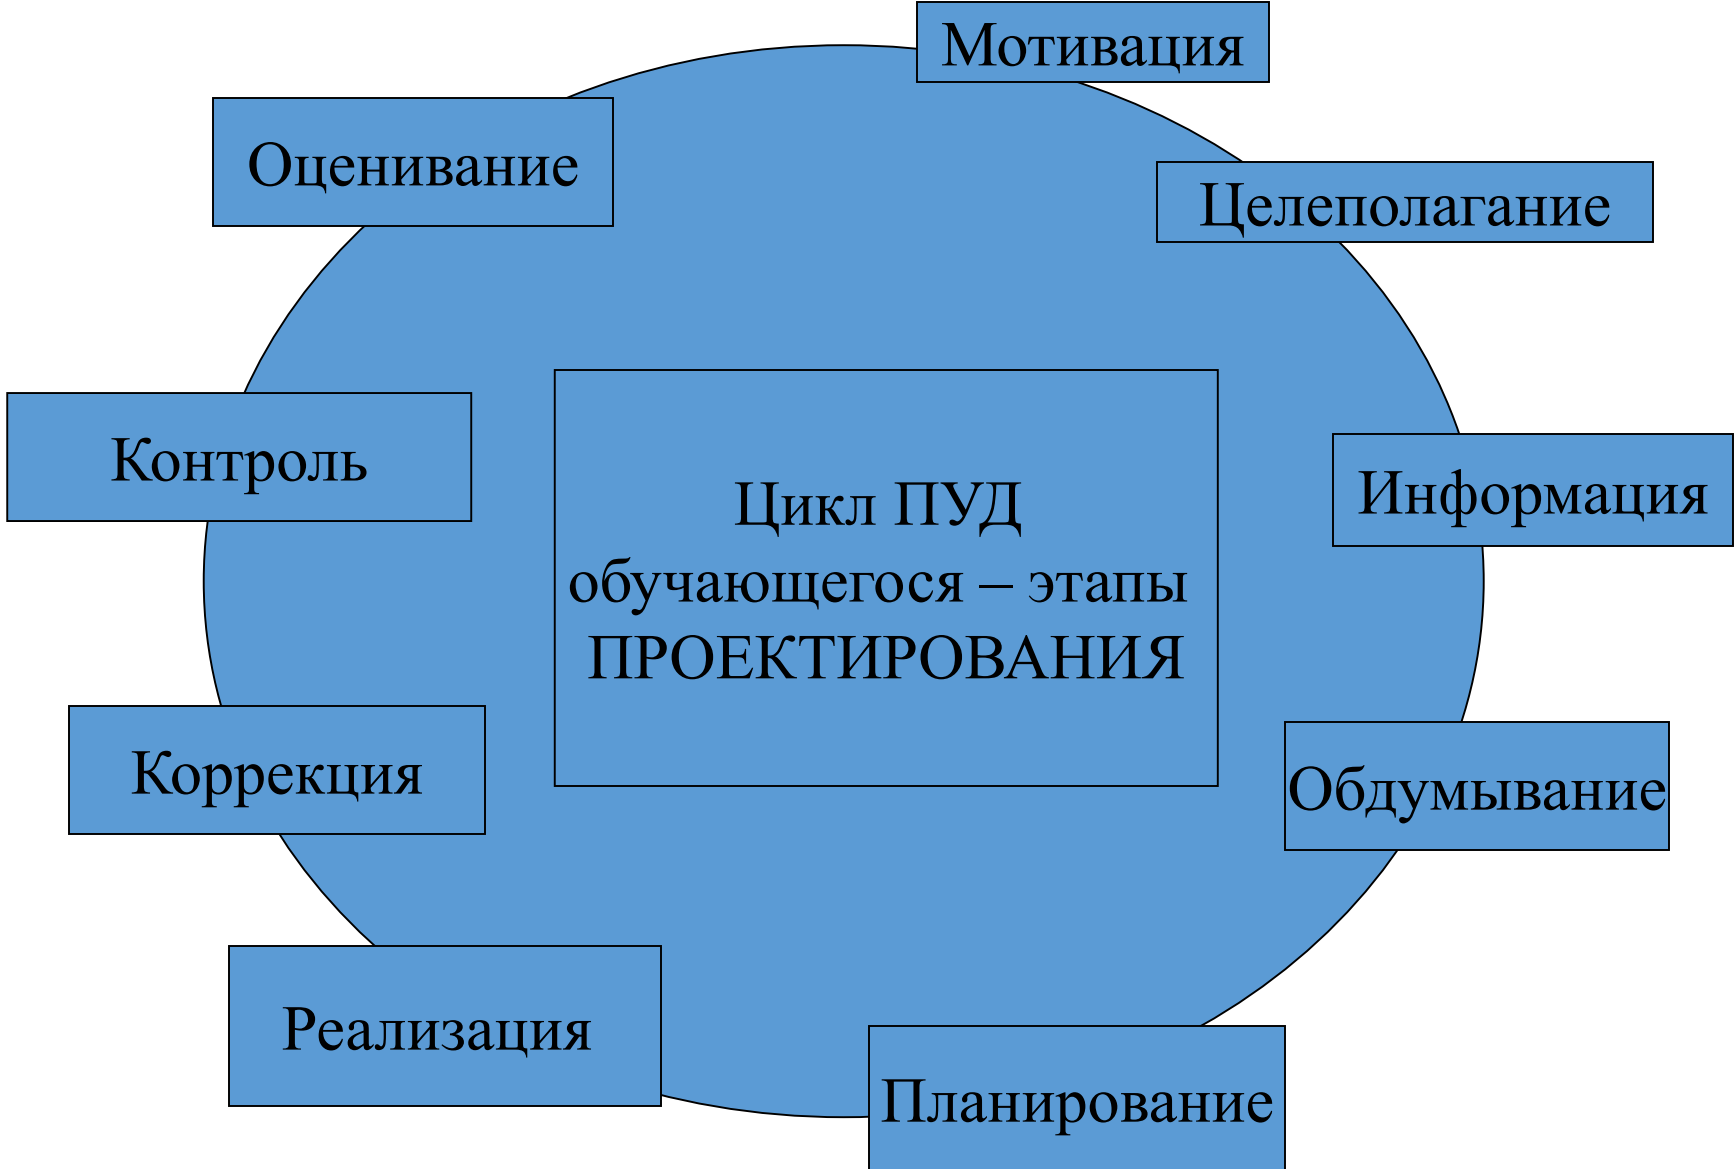 Мотивация
Оценивание
Целеполагание
Контроль
Информация
Цикл ПУД
обучающегося – этапы
ПРОЕКТИРОВАНИЯ
Коррекция
Обдумывание
Реализация
Планирование